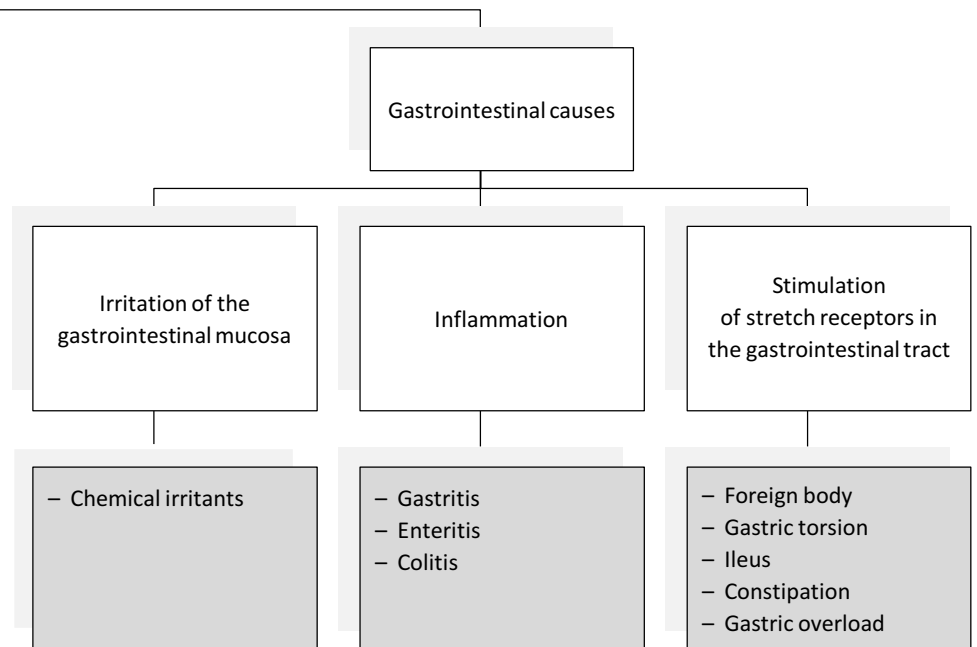 Gastrointestinal causes
Irritation of the
gastrointestinal mucosa
Inflammation
Stimulation
of stretch receptors in
the gastrointestinal tract
– Chemical irritants
– Gastritis
– Enteritis
– Colitis
– Foreign body
– Gastric torsion
– Ileus
– Constipation
– Gastric overload